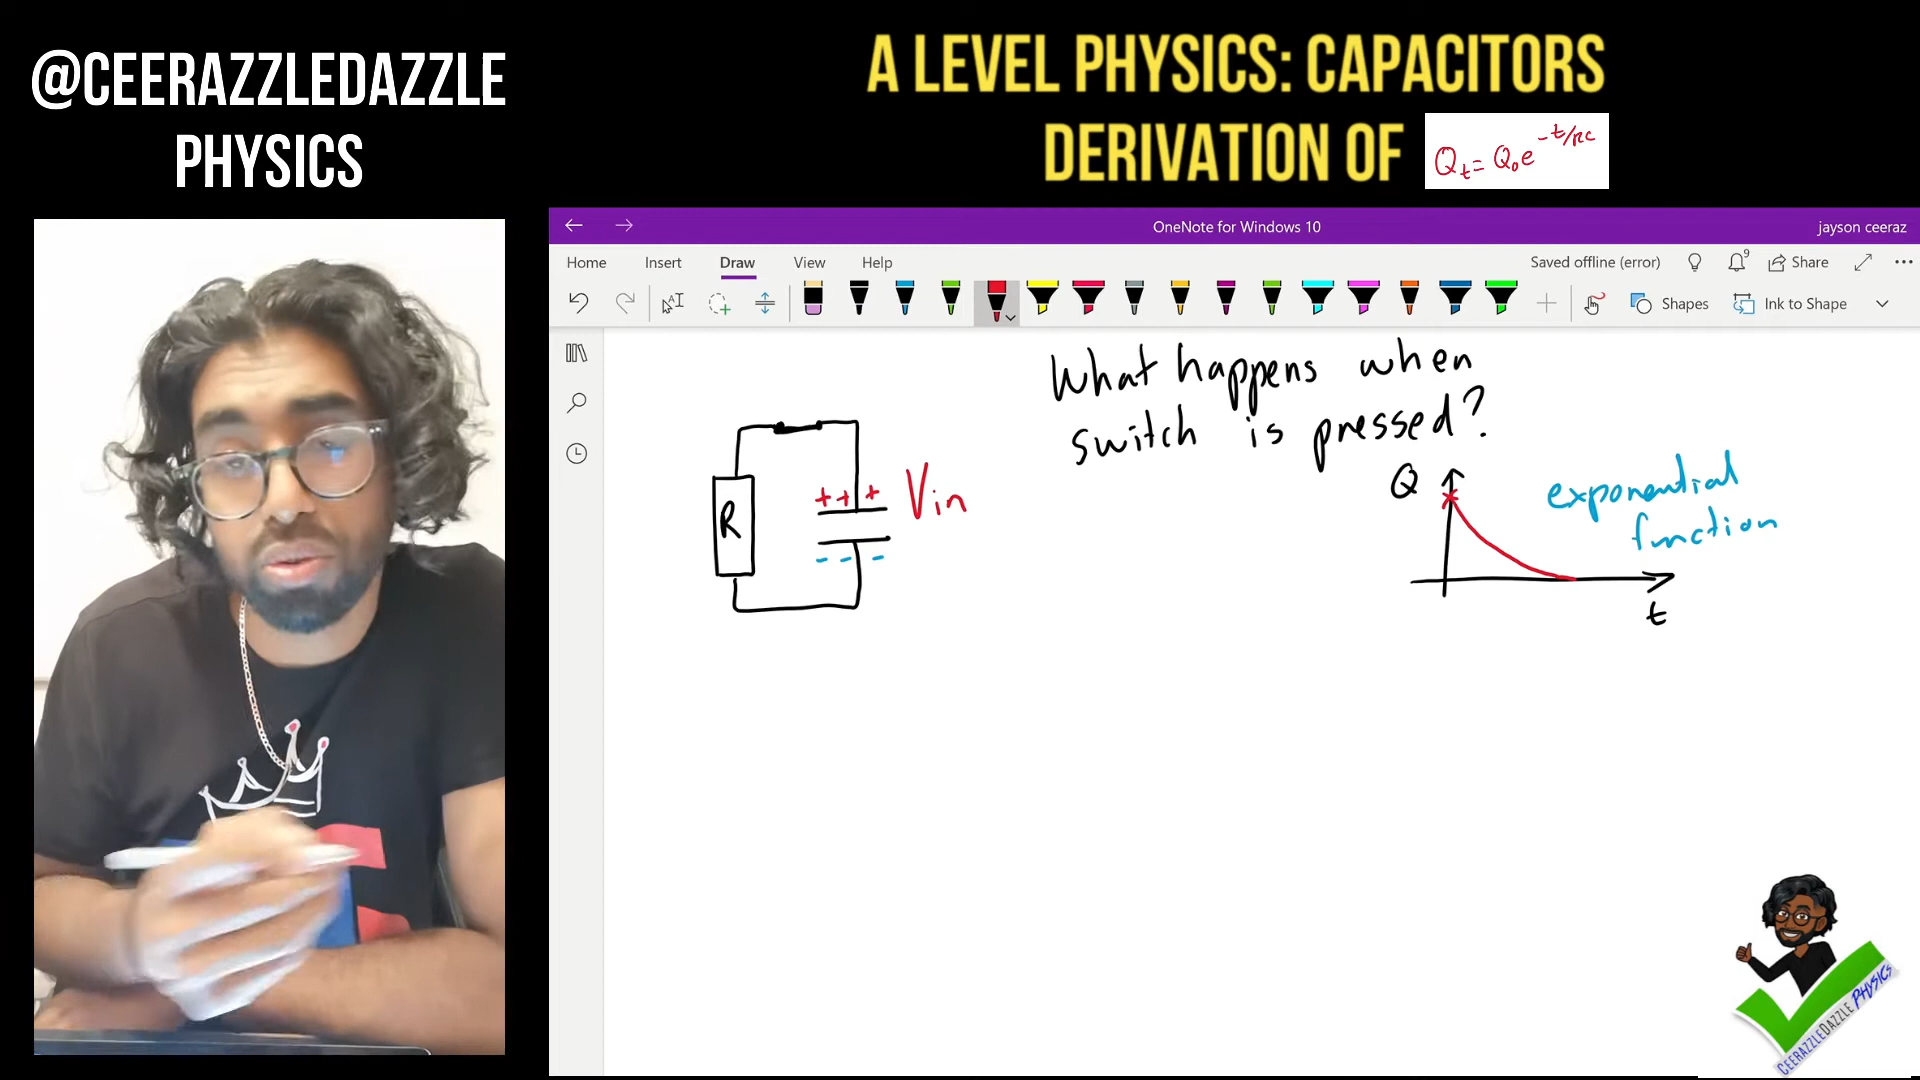 @CEERAZZLEDAZZLE
PHYSICS
A LEVEL PHYSICS: CAPACITORS
DERIVATION OF Qt = Q₀e^-t/RC
OneNote for Windows 10
jayson ceeraz
Home Insert Draw View Help
Saved offline (error)
9
Share
Shapes
Ink to Shape
What happens when
switch is pressed?
R
+ + +
Vin
- - -
Q
exponential
function
t
CEERAZZLEDAZZLE PHYSICS